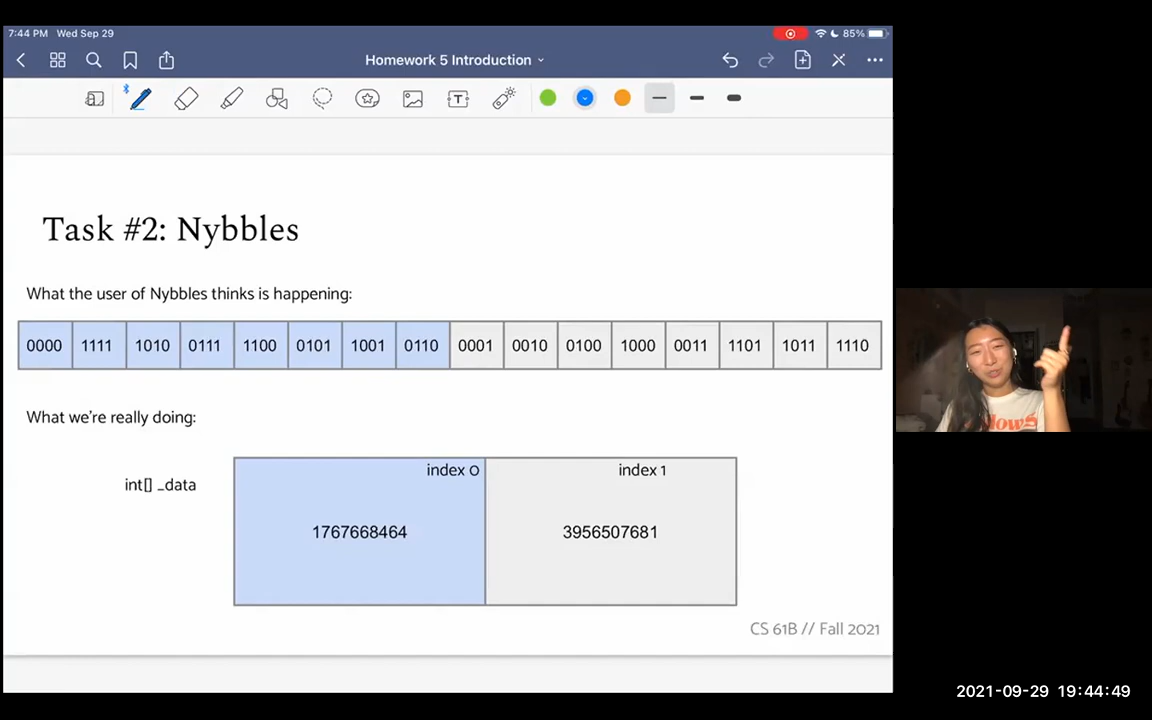 7:44 PM Wed Sep 29
85%
Homework 5 Introduction
Task #2: Nybbles
What the user of Nybbles thinks is happening:
0000 1111 1010 0111 1100 0101 1001 0110 0001 0010 0100 1000 0011 1101 1011 1110
What we're really doing:
index 0 index 1
int[] _data
1767668464 3956507681
CS 61B // Fall 2021
2021-09-29 19:44:49